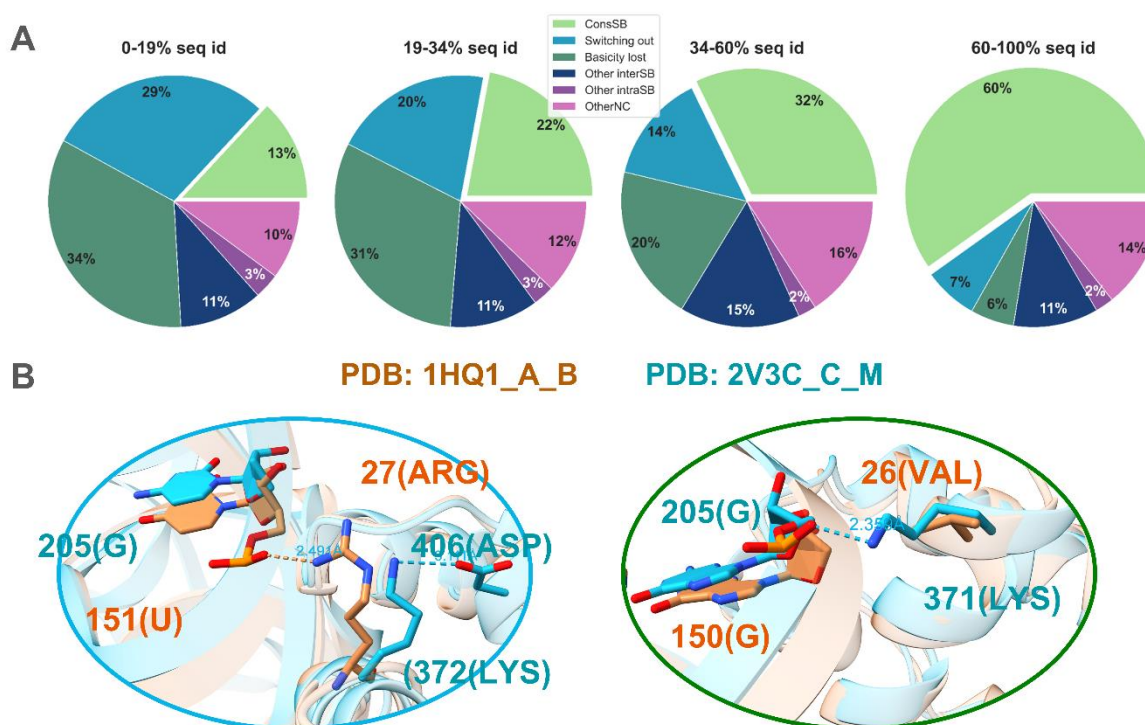 A
ConsSB
Switching out
Basicity lost
Other interSB
Other intraSB
OtherNC
0-19% seq id
19-34% seq id
34-60% seq id
60-100% seq id
29%
13%
34%
10%
3%
11%
20%
22%
31%
12%
3%
11%
14%
32%
20%
16%
2%
15%
60%
7%
6%
14%
2%
11%
B
PDB: 1HQ1_A_B
PDB: 2V3C_C_M
27(ARG)
205(G)
406(ASP)
151(U)
(372(LYS)
26(VAL)
205(G)
371(LYS)
150(G)